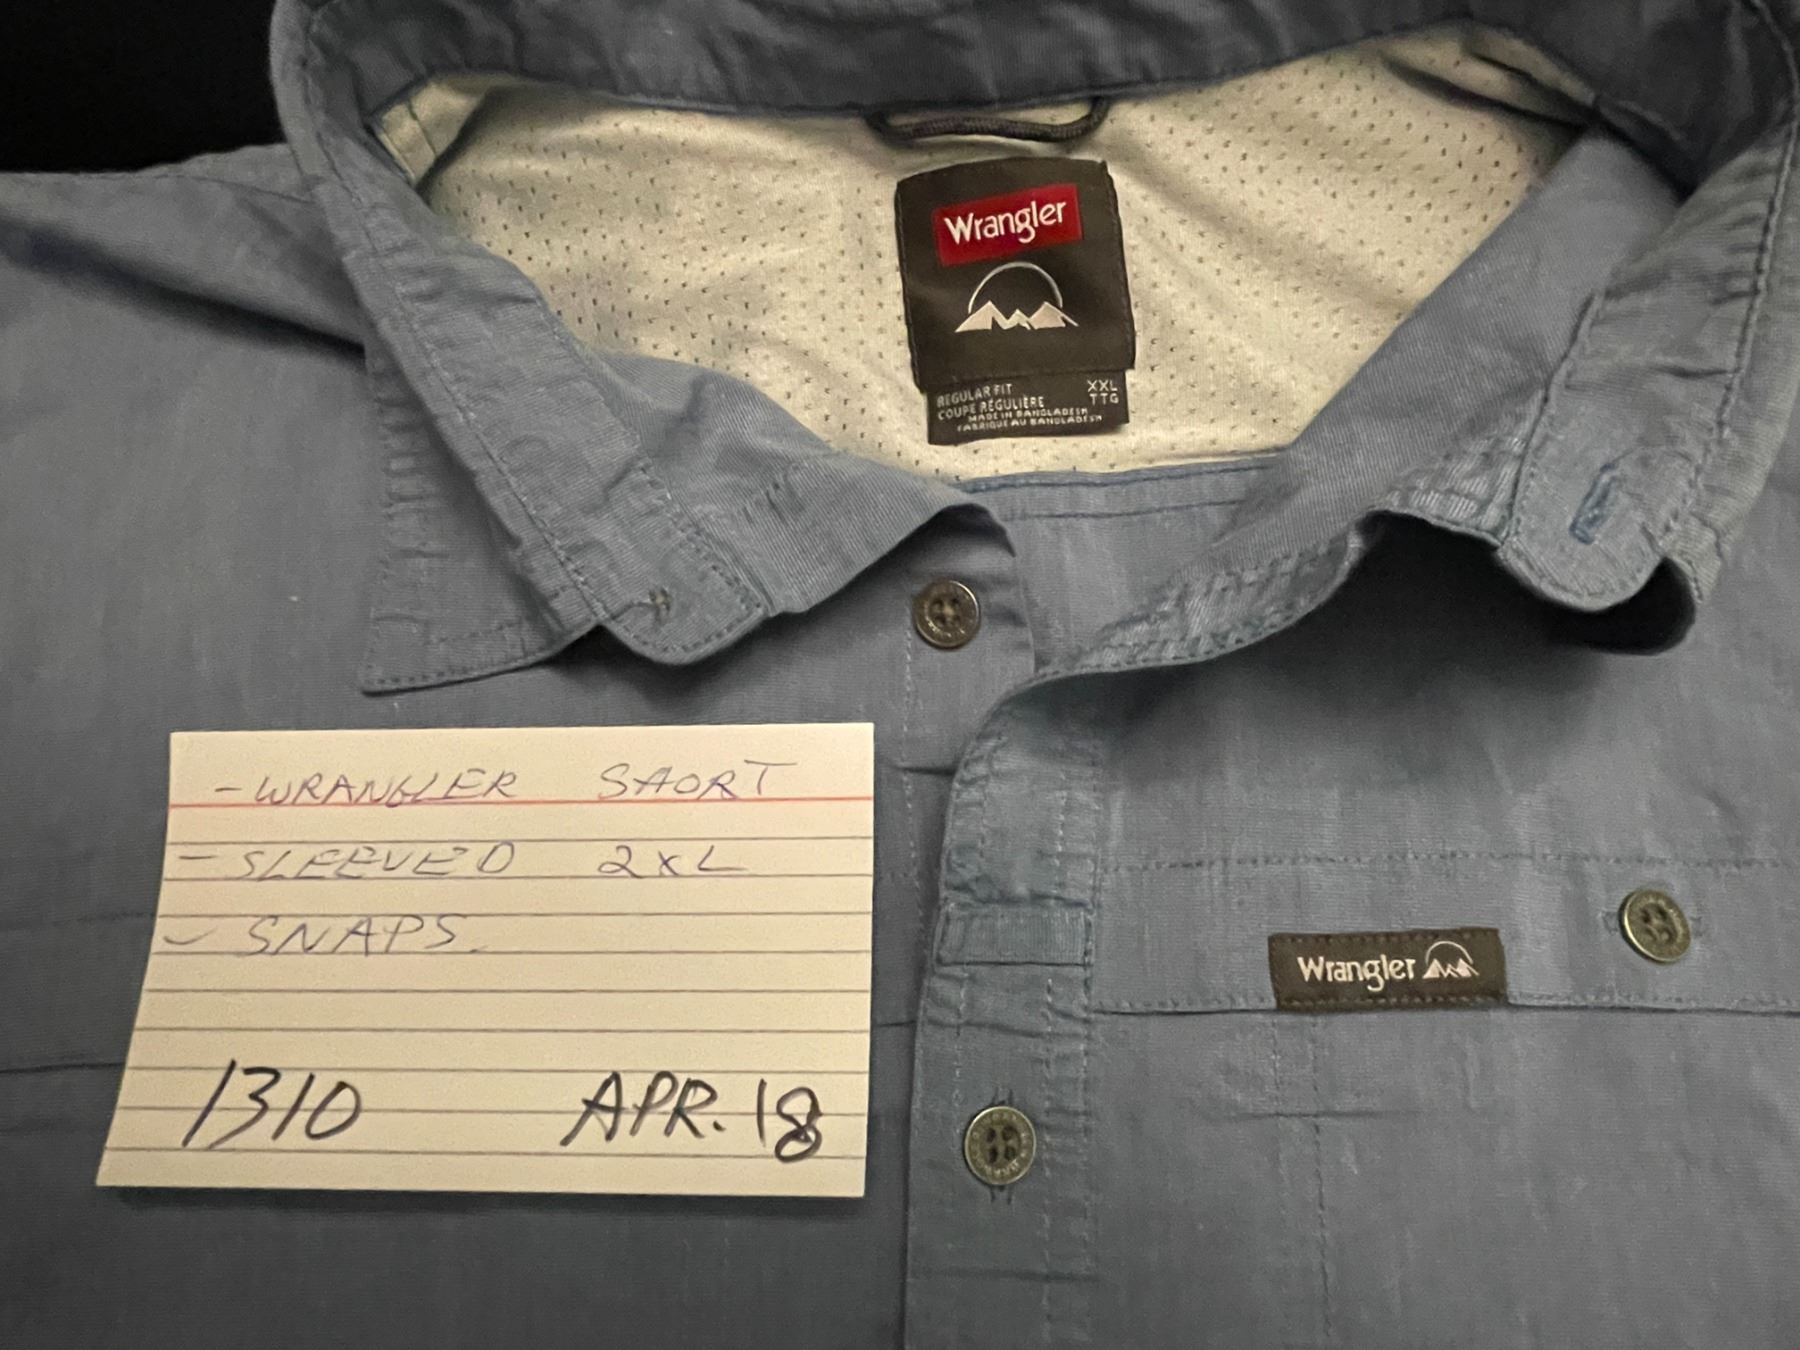 Wrangler
REGULAR FIT XXL
COUPE RÉGULIÈRE TTG
MADE IN BANGLADESH
FABRIQUE AU BANGLADESH
- WRANGLER SHORT
- SLEEVED 2XL
- SNAPS.
1310 APR. 18
Wrangler